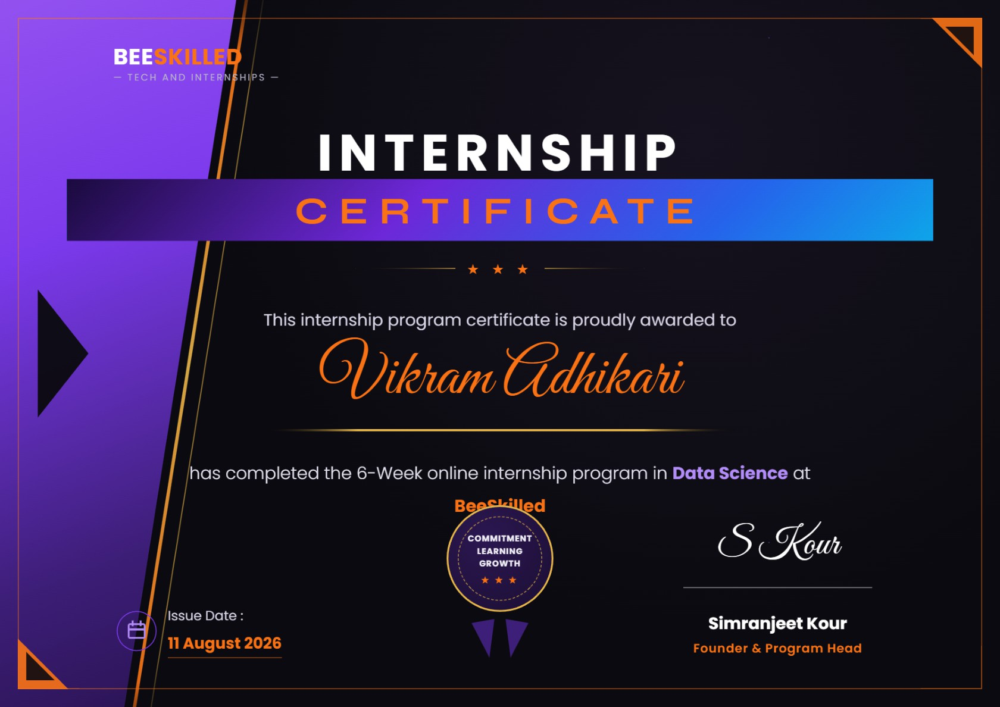 BEESKILLED
— TECH AND INTERNSHIPS —
INTERNSHIP
CERTIFICATE
This internship program certificate is proudly awarded to
Vikram Adhikari
has completed the 6-Week online internship program in Data Science at
BeeSkilled
COMMITMENT
LEARNING
GROWTH
S Kour
Issue Date :
11 August 2026
Simranjeet Kour
Founder & Program Head